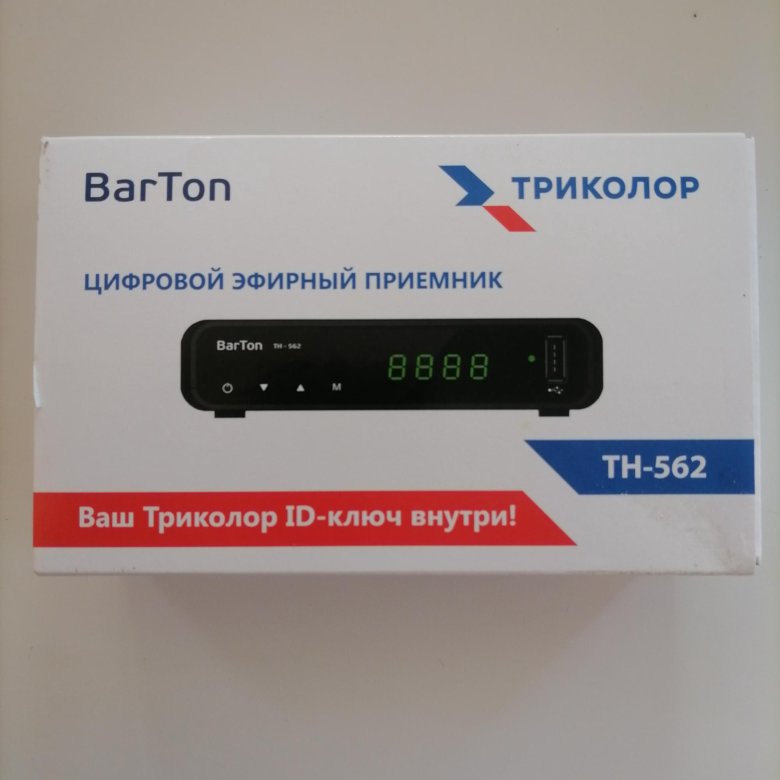 BarTon
ТРИКОЛОР
ЦИФРОВОЙ ЭФИРНЫЙ ПРИЕМНИК
BarTon TH-562
8888
M
TH-562
Ваш Триколор ID-ключ внутри!